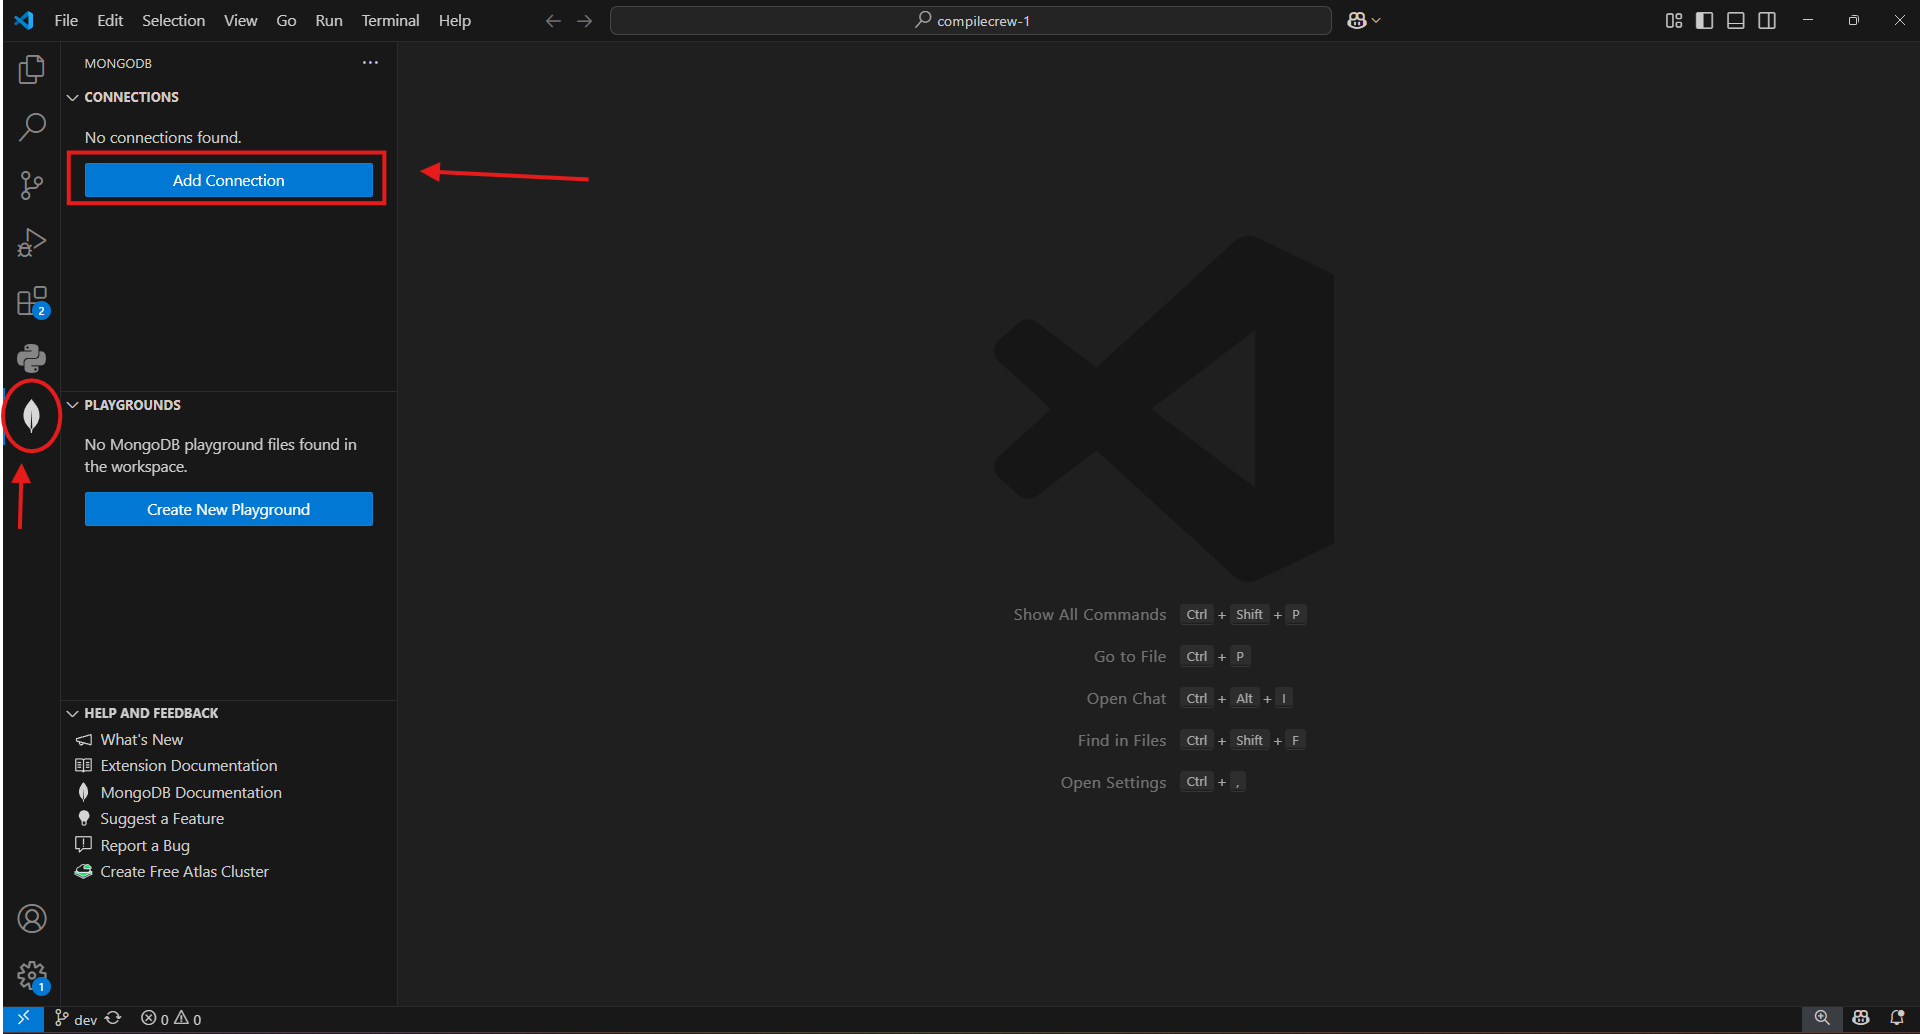 File Edit Selection View Go Run Terminal Help
compilecrew-1
MONGODB
CONNECTIONS
No connections found.
Add Connection
2
PLAYGROUNDS
No MongoDB playground files found in
the workspace.
Create New Playground
Show All Commands Ctrl + Shift + P
Go to File Ctrl + P
Open Chat Ctrl + Alt + I
Find in Files Ctrl + Shift + F
Open Settings Ctrl + ,
HELP AND FEEDBACK
What's New
Extension Documentation
MongoDB Documentation
Suggest a Feature
Report a Bug
Create Free Atlas Cluster
1
dev 0 0